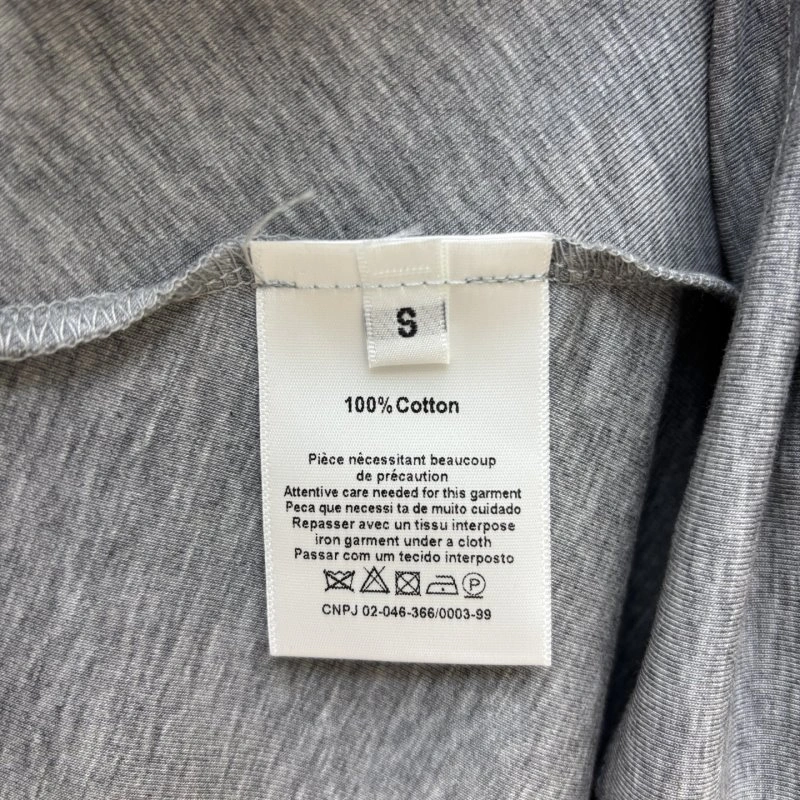 S
100% Cotton
Pièce nècessitant beaucoup
de précaution
Attentive care needed for this garment
Peca que necessi ta de muito cuidado
Repasser avec un tissu interpose
iron garment under a cloth
Passar com um tecido interposto
P
CNPJ 02-046-366/0003-99